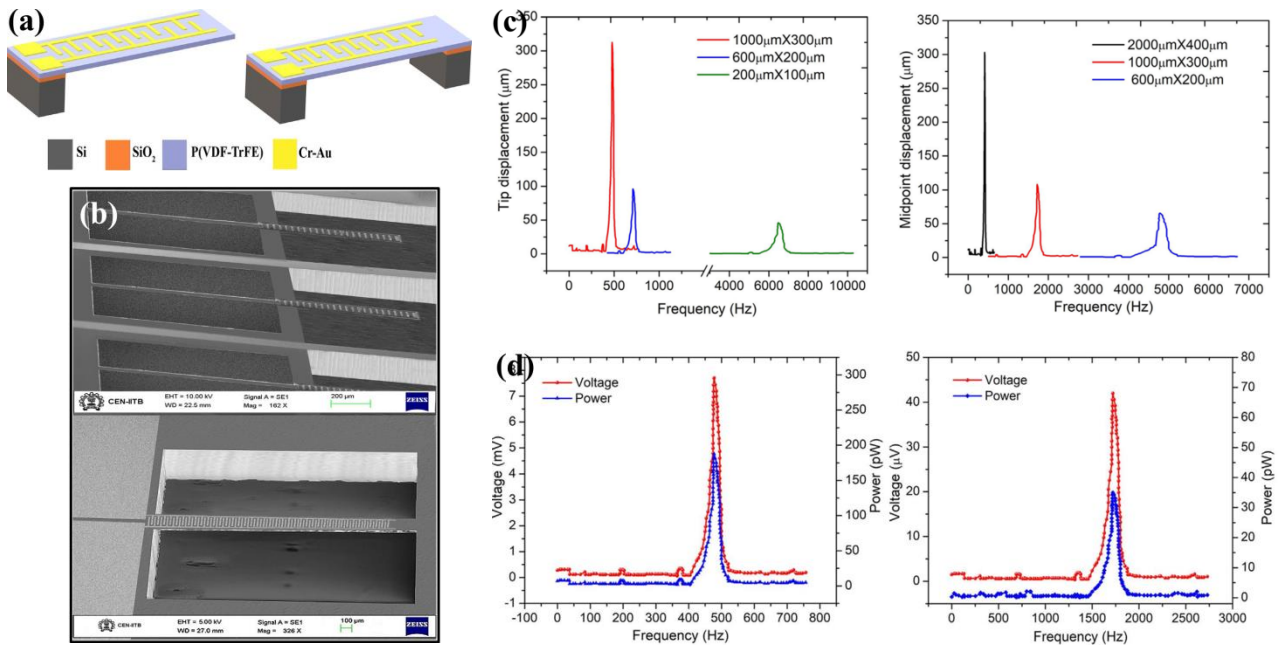 (a)
Si
SiO2
P(VDF-TrFE)
Cr-Au
(b)
CEN-IITB
EHT = 10.00 kV
WD = 22.5 mm
Signal A = SE1
Mag = 162 X
200 µm
ZEISS
CEN-IITB
EHT = 5.00 kV
WD = 27.0 mm
Signal A = SE1
Mag = 326 X
100 µm
ZEISS
(c)
1000µmX300µm
600µmX200µm
200µmX100µm
Tip displacement (µm)
350
300
250
200
150
100
50
0
0 500 1000 4000 6000 8000 10000
Frequency (Hz)
2000µmX400µm
1000µmX300µm
600µmX200µm
Midpoint displacement (µm)
350
300
250
200
150
100
50
0
0 1000 2000 3000 4000 5000 6000 7000
Frequency (Hz)
(d)
Voltage
Power
Voltage (mV)
8
7
6
5
4
3
2
1
0
-1
Power (pW)
300
250
200
150
100
50
0
-100 0 100 200 300 400 500 600 700 800
Frequency (Hz)
Voltage
Power
Voltage (µV)
50
40
30
20
10
0
Power (pW)
80
70
60
50
40
30
20
10
0
0 500 1000 1500 2000 2500 3000
Frequency (Hz)